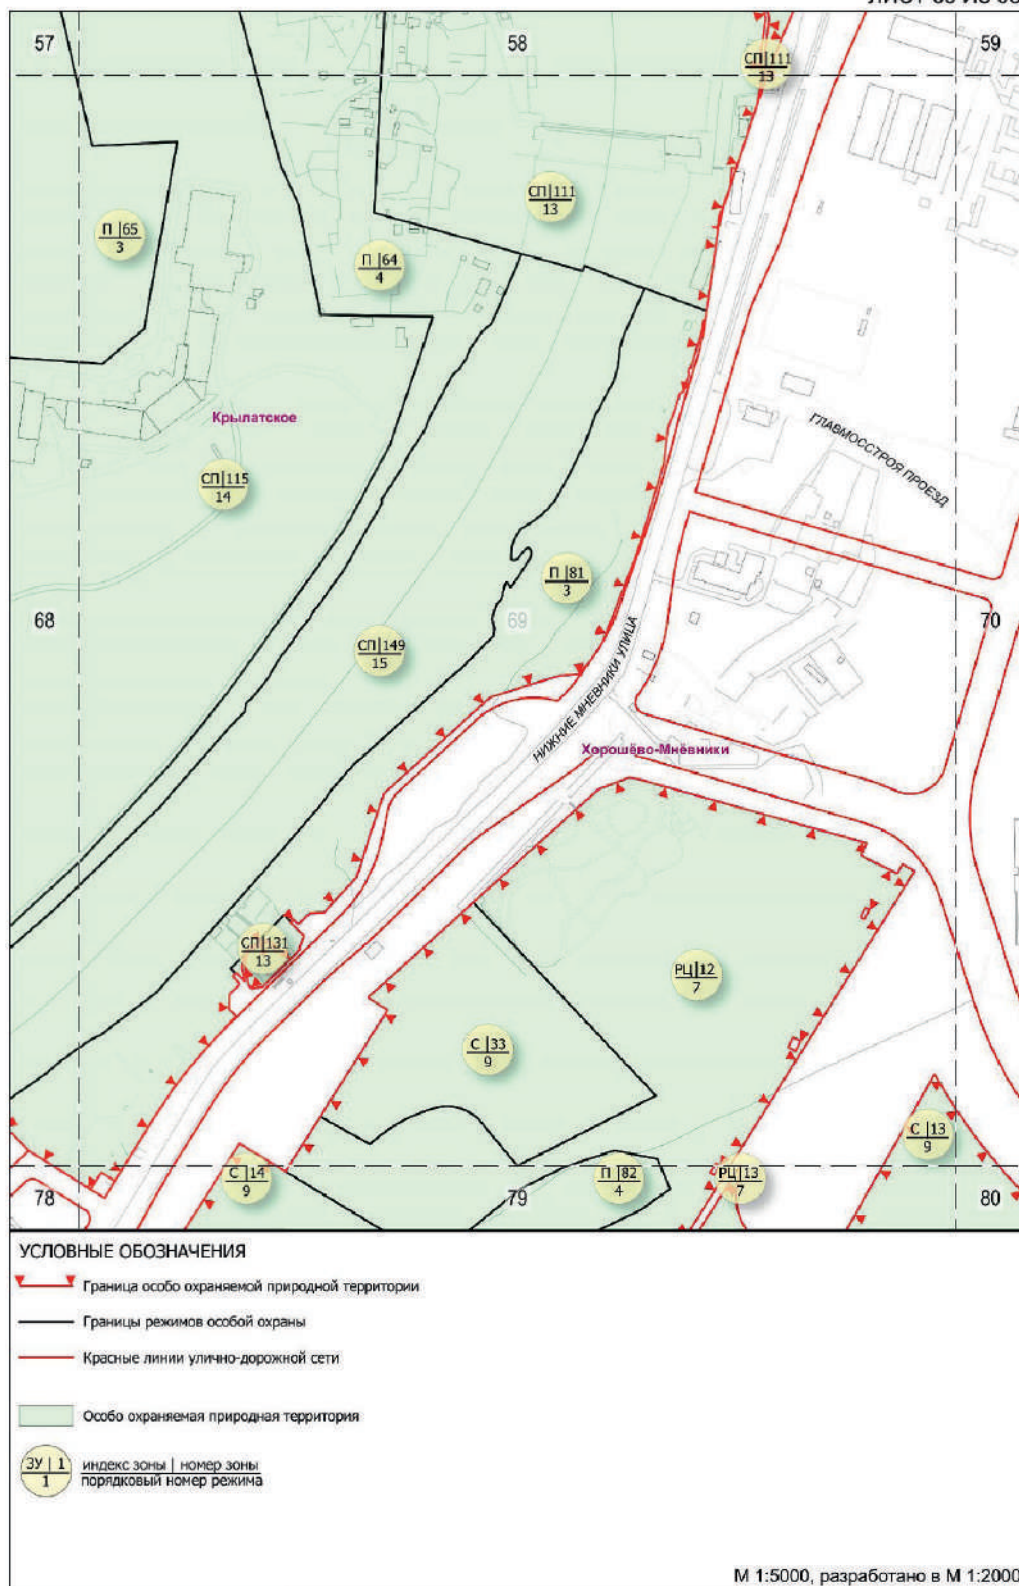 57
58
59
СП|111
13
СП|111
13
П |65
3
П |64
4
Крылатское
ГЛАВМОССТРОЯ ПРОЕЗД
СП|115
14
П |81
3
68
69
70
СП|149
15
НИЖНИЕ МНЕВНИКИ УЛИЦА
Хорошёво-Мнёвники
СП|131
13
РЦ|12
7
С |33
9
С |13
9
С |14
9
П |82
4
РЦ|13
7
78
79
80
УСЛОВНЫЕ ОБОЗНАЧЕНИЯ
Граница особо охраняемой природной территории
Границы режимов особой охраны
Красные линии улично-дорожной сети
Особо охраняемая природная территория
ЗУ | 1
1
индекс зоны | номер зоны
порядковый номер режима
М 1:5000, разработано в М 1:2000